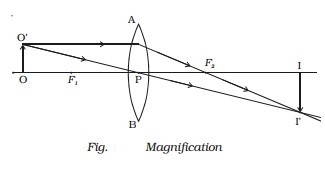 A
O'
F₂
O
F₁
P
I
B
I'
Fig. Magnification